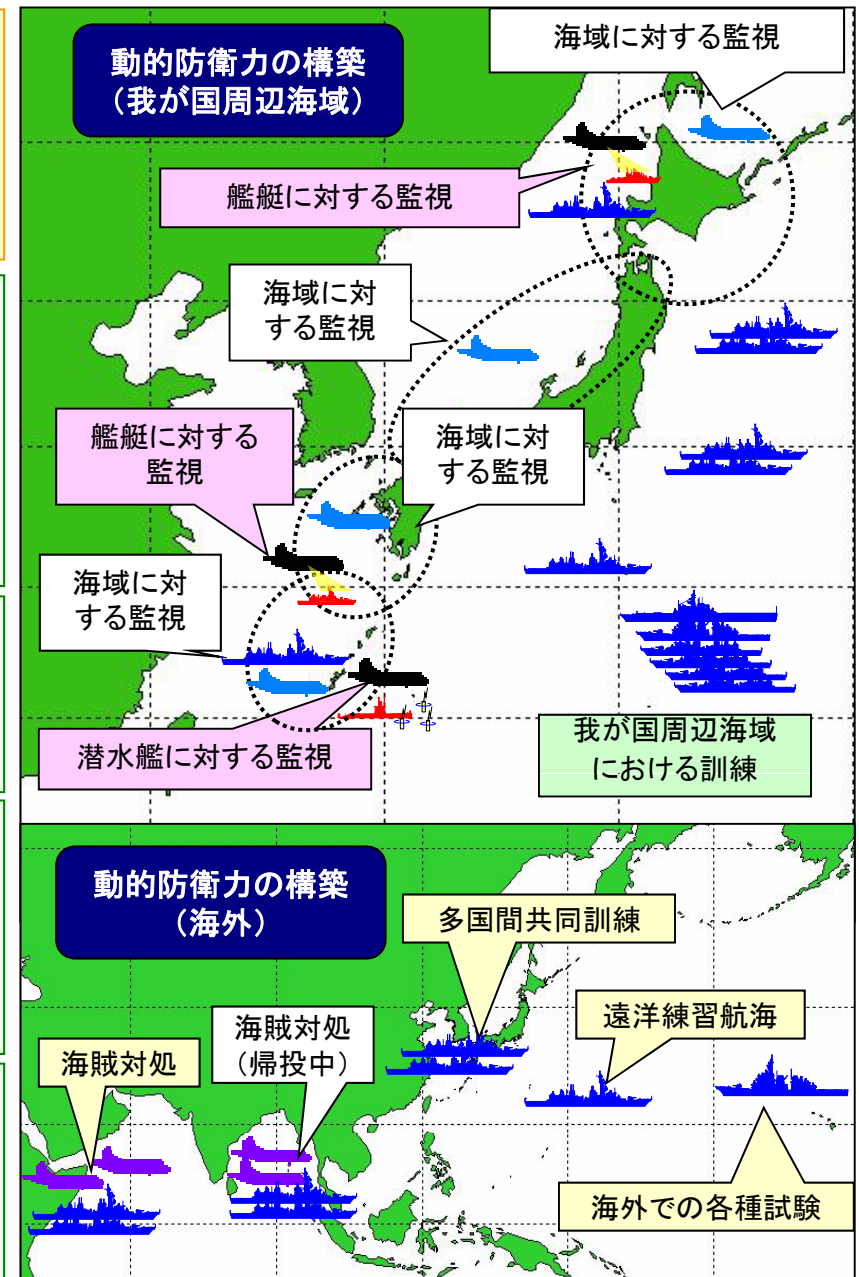 動的防衛力の構築
（我が国周辺海域）
海域に対する監視
艦艇に対する監視
海域に対
する監視
艦艇に対する
監視
海域に対
する監視
海域に対
する監視
潜水艦に対する監視
我が国周辺海域
における訓練
動的防衛力の構築
（海外）
多国間共同訓練
遠洋練習航海
海賊対処
（帰投中）
海賊対処
海外での各種試験